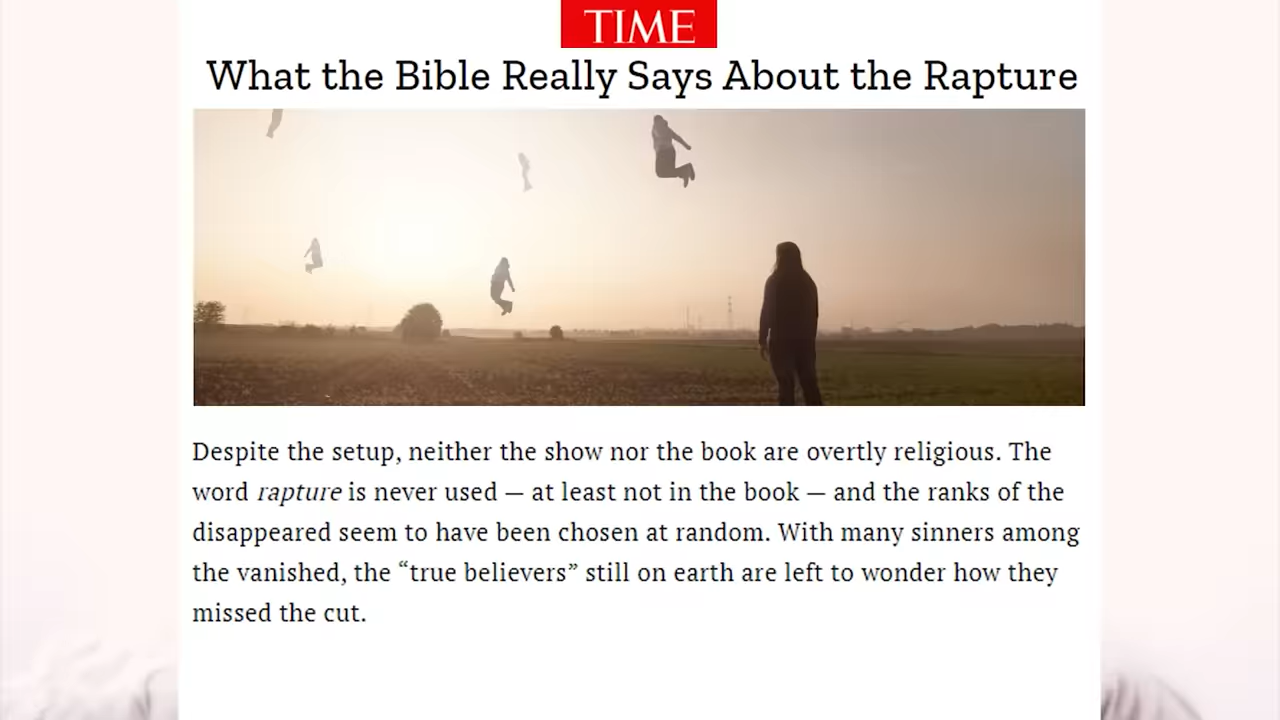 TIME
What the Bible Really Says About the Rapture
Despite the setup, neither the show nor the book are overtly religious. The
word rapture is never used — at least not in the book — and the ranks of the
disappeared seem to have been chosen at random. With many sinners among
the vanished, the “true believers” still on earth are left to wonder how they
missed the cut.